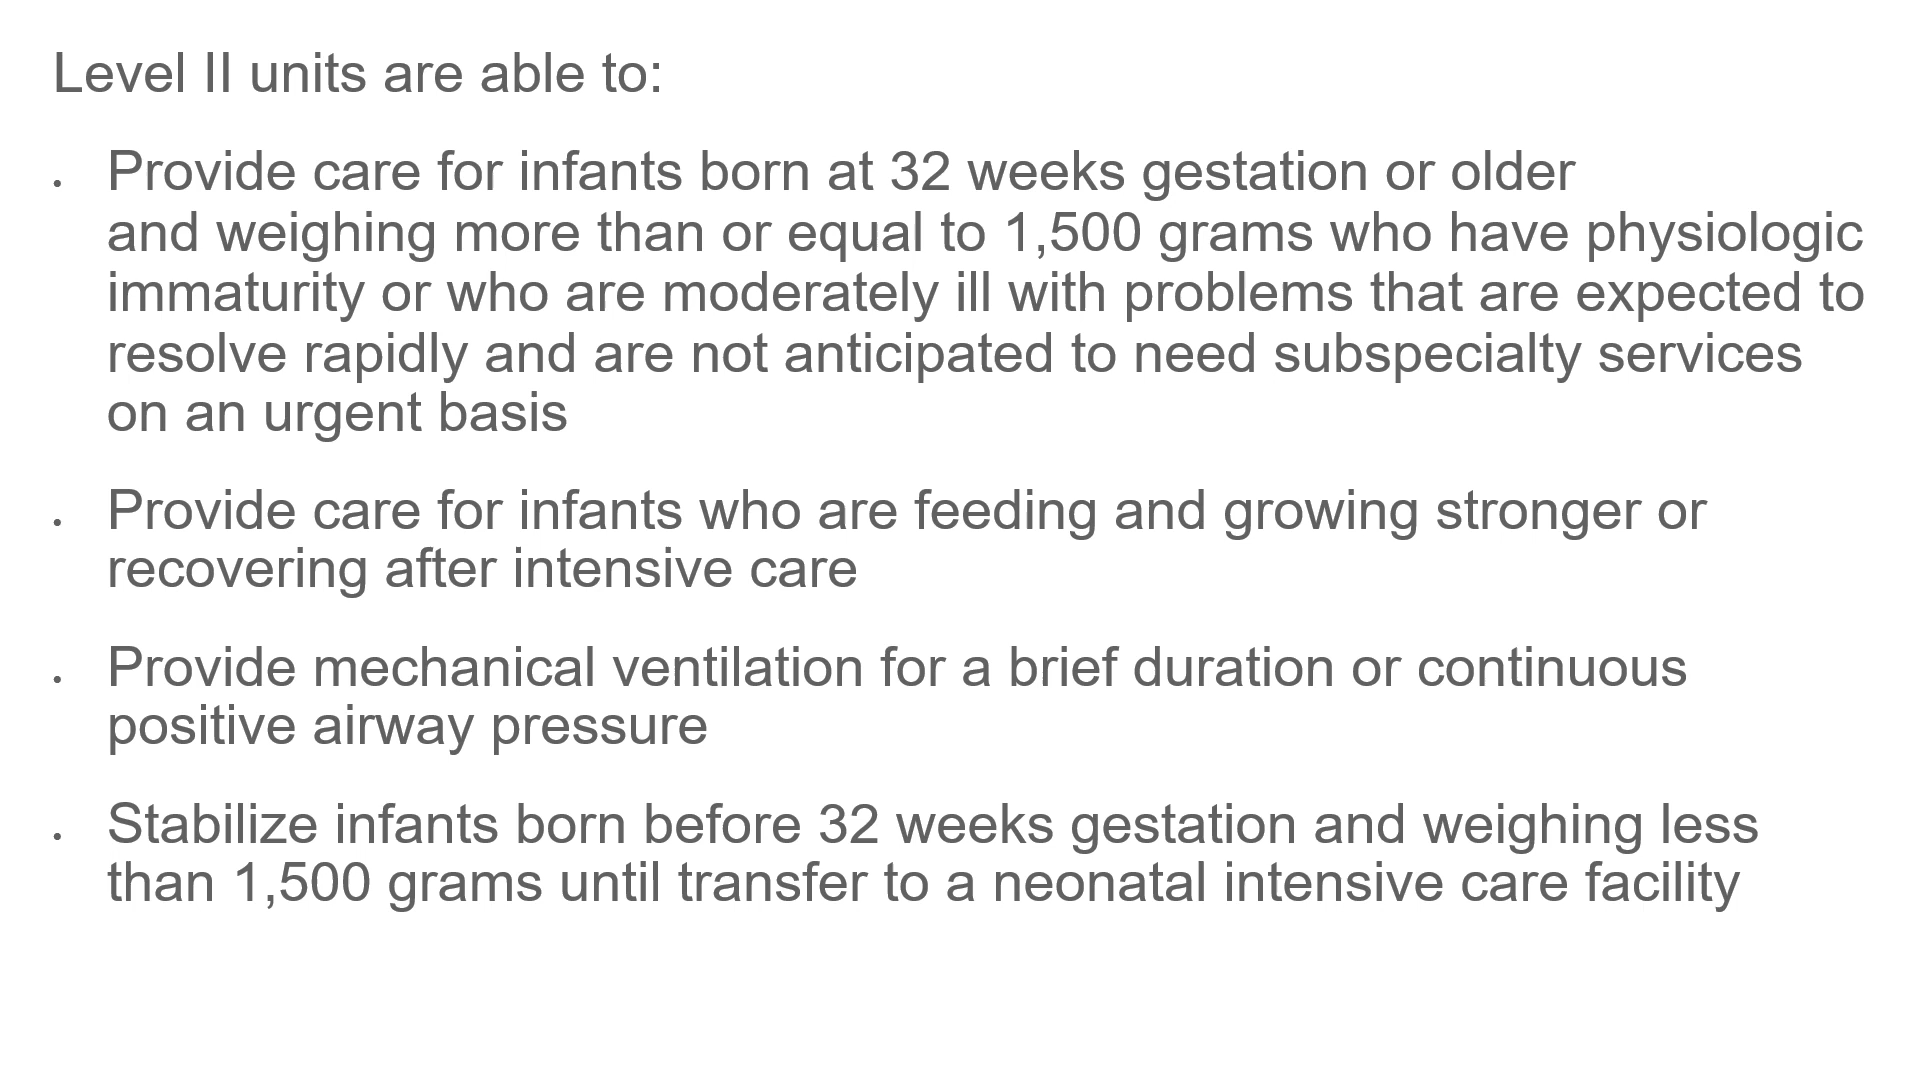 Level II units are able to:
• Provide care for infants born at 32 weeks gestation or older
and weighing more than or equal to 1,500 grams who have physiologic
immaturity or who are moderately ill with problems that are expected to
resolve rapidly and are not anticipated to need subspecialty services
on an urgent basis
• Provide care for infants who are feeding and growing stronger or
recovering after intensive care
• Provide mechanical ventilation for a brief duration or continuous
positive airway pressure
• Stabilize infants born before 32 weeks gestation and weighing less
than 1,500 grams until transfer to a neonatal intensive care facility